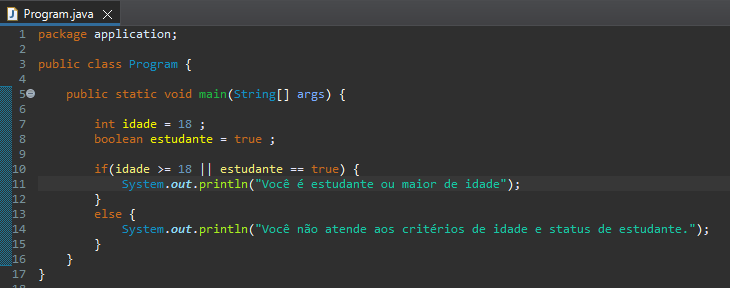 Program.java
1 package application;
2
3 public class Program {
4
5 public static void main(String[] args) {
6
7 int idade = 18 ;
8 boolean estudante = true ;
9
10 if(idade >= 18 || estudante == true) {
11 System.out.println("Você é estudante ou maior de idade");
12 }
13 else {
14 System.out.println("Você não atende aos critérios de idade e status de estudante.");
15 }
16 }
17 }